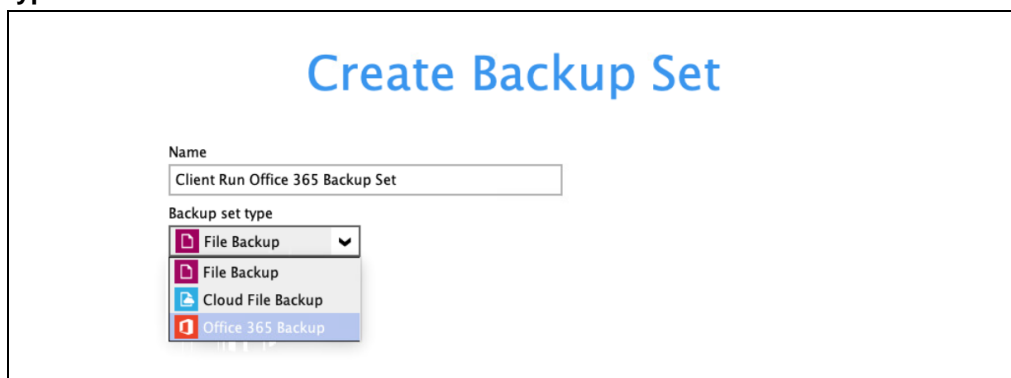 Create Backup Set
Name
Client Run Office 365 Backup Set
Backup set type
File Backup
File Backup
Cloud File Backup
Office 365 Backup